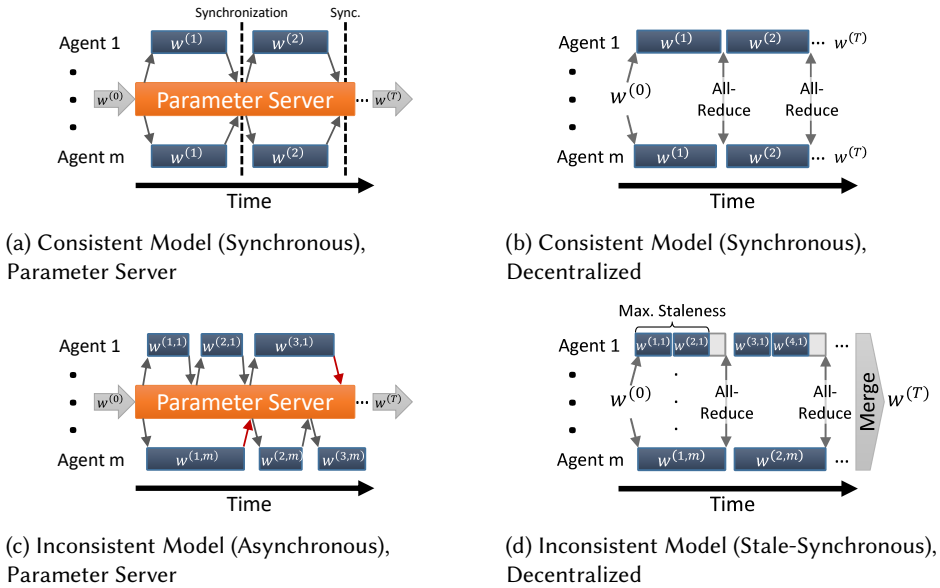 Synchronization Sync.
Agent 1 w^(1) w^(2)
w^(0) Parameter Server ... w^(T)
Agent m w^(1) w^(2)
Time
(a) Consistent Model (Synchronous),
Parameter Server
Agent 1 w^(1) w^(2) ... w^(T)
w^(0) All-Reduce All-Reduce
Agent m w^(1) w^(2) ... w^(T)
Time
(b) Consistent Model (Synchronous),
Decentralized
Agent 1 w^(1,1) w^(2,1) w^(3,1)
w^(0) Parameter Server ... w^(T)
Agent m w^(1,m) w^(2,m) w^(3,m)
Time
(c) Inconsistent Model (Asynchronous),
Parameter Server
Max. Staleness
Agent 1 w^(1,1) w^(2,1) w^(3,1) w^(4,1) ...
w^(0) All-Reduce All-Reduce Merge w^(T)
Agent m w^(1,m) w^(2,m) ...
Time
(d) Inconsistent Model (Stale-Synchronous),
Decentralized